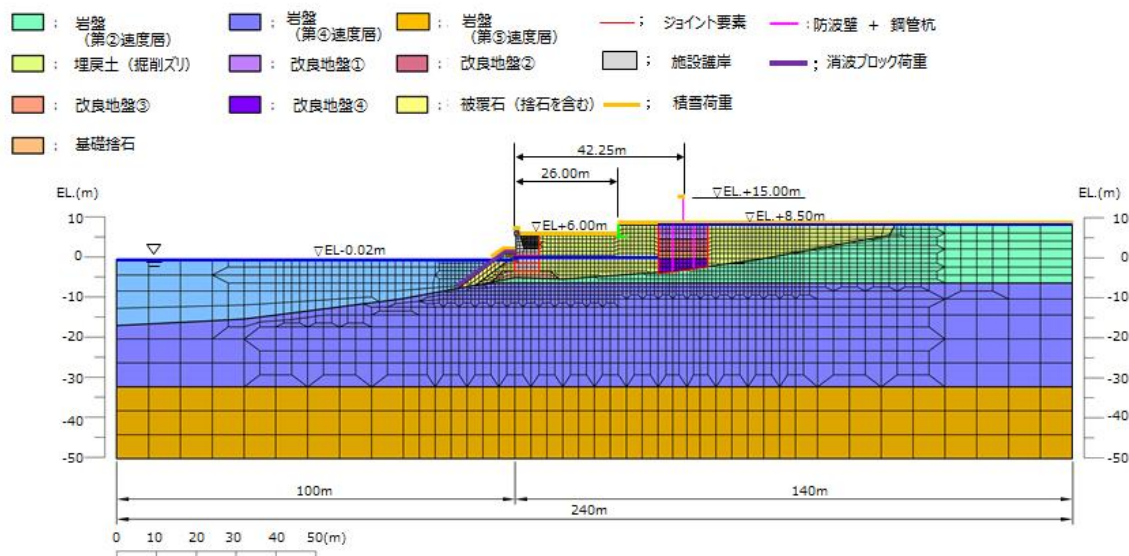 ; 岩盤 (第②速度層) ; 岩盤 (第④速度層) ; 岩盤 (第⑤速度層) ; ジョイント要素 ; 防波壁 + 鋼管杭
; 埋戻土 (掘削ズリ) ; 改良地盤① ; 改良地盤② ; 施設護岸 ; 消波ブロック荷重
; 改良地盤③ ; 改良地盤④ ; 被覆石 (捨石を含む) ; 積雪荷重
; 基礎捨石
42.25m
26.00m
EL.(m)
▽EL.+15.00m
EL.(m)
▽EL+6.00m
▽EL.+8.50m
▽EL-0.02m
10
0
-10
-20
-30
-40
-50
10
0
-10
-20
-30
-40
-50
100m
140m
240m
0 10 20 30 40 50(m)